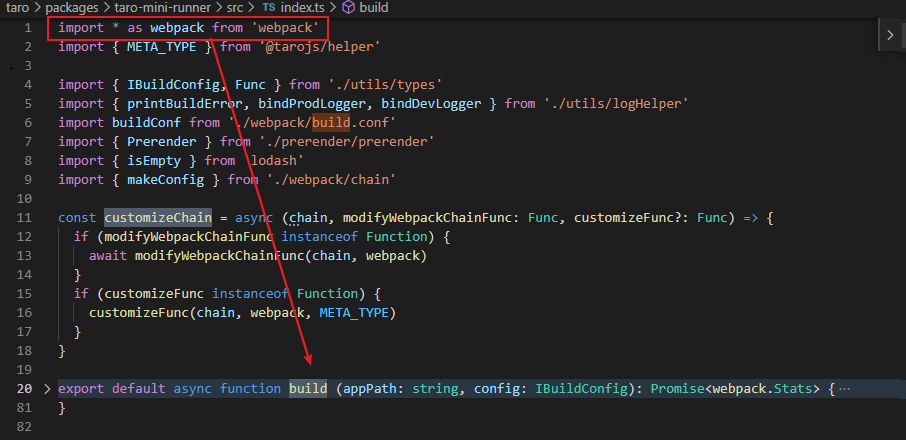 taro > packages > taro-mini-runner > src > TS index.ts > build
1 import * as webpack from 'webpack'
2 import { META_TYPE } from '@tarojs/helper'
3
4 import { IBuildConfig, Func } from './utils/types'
5 import { printBuildError, bindProdLogger, bindDevLogger } from './utils/logHelper'
6 import buildConf from './webpack/build.conf'
7 import { Prerender } from './prerender/prerender'
8 import { isEmpty } from 'lodash'
9 import { makeConfig } from './webpack/chain'
10
11 const customizeChain = async (chain, modifyWebpackChainFunc: Func, customizeFunc?: Func) => {
12 if (modifyWebpackChainFunc instanceof Function) {
13 await modifyWebpackChainFunc(chain, webpack)
14 }
15 if (customizeFunc instanceof Function) {
16 customizeFunc(chain, webpack, META_TYPE)
17 }
18 }
19
20 > export default async function build (appPath: string, config: IBuildConfig): Promise<webpack.Stats> { ···
81 }
82